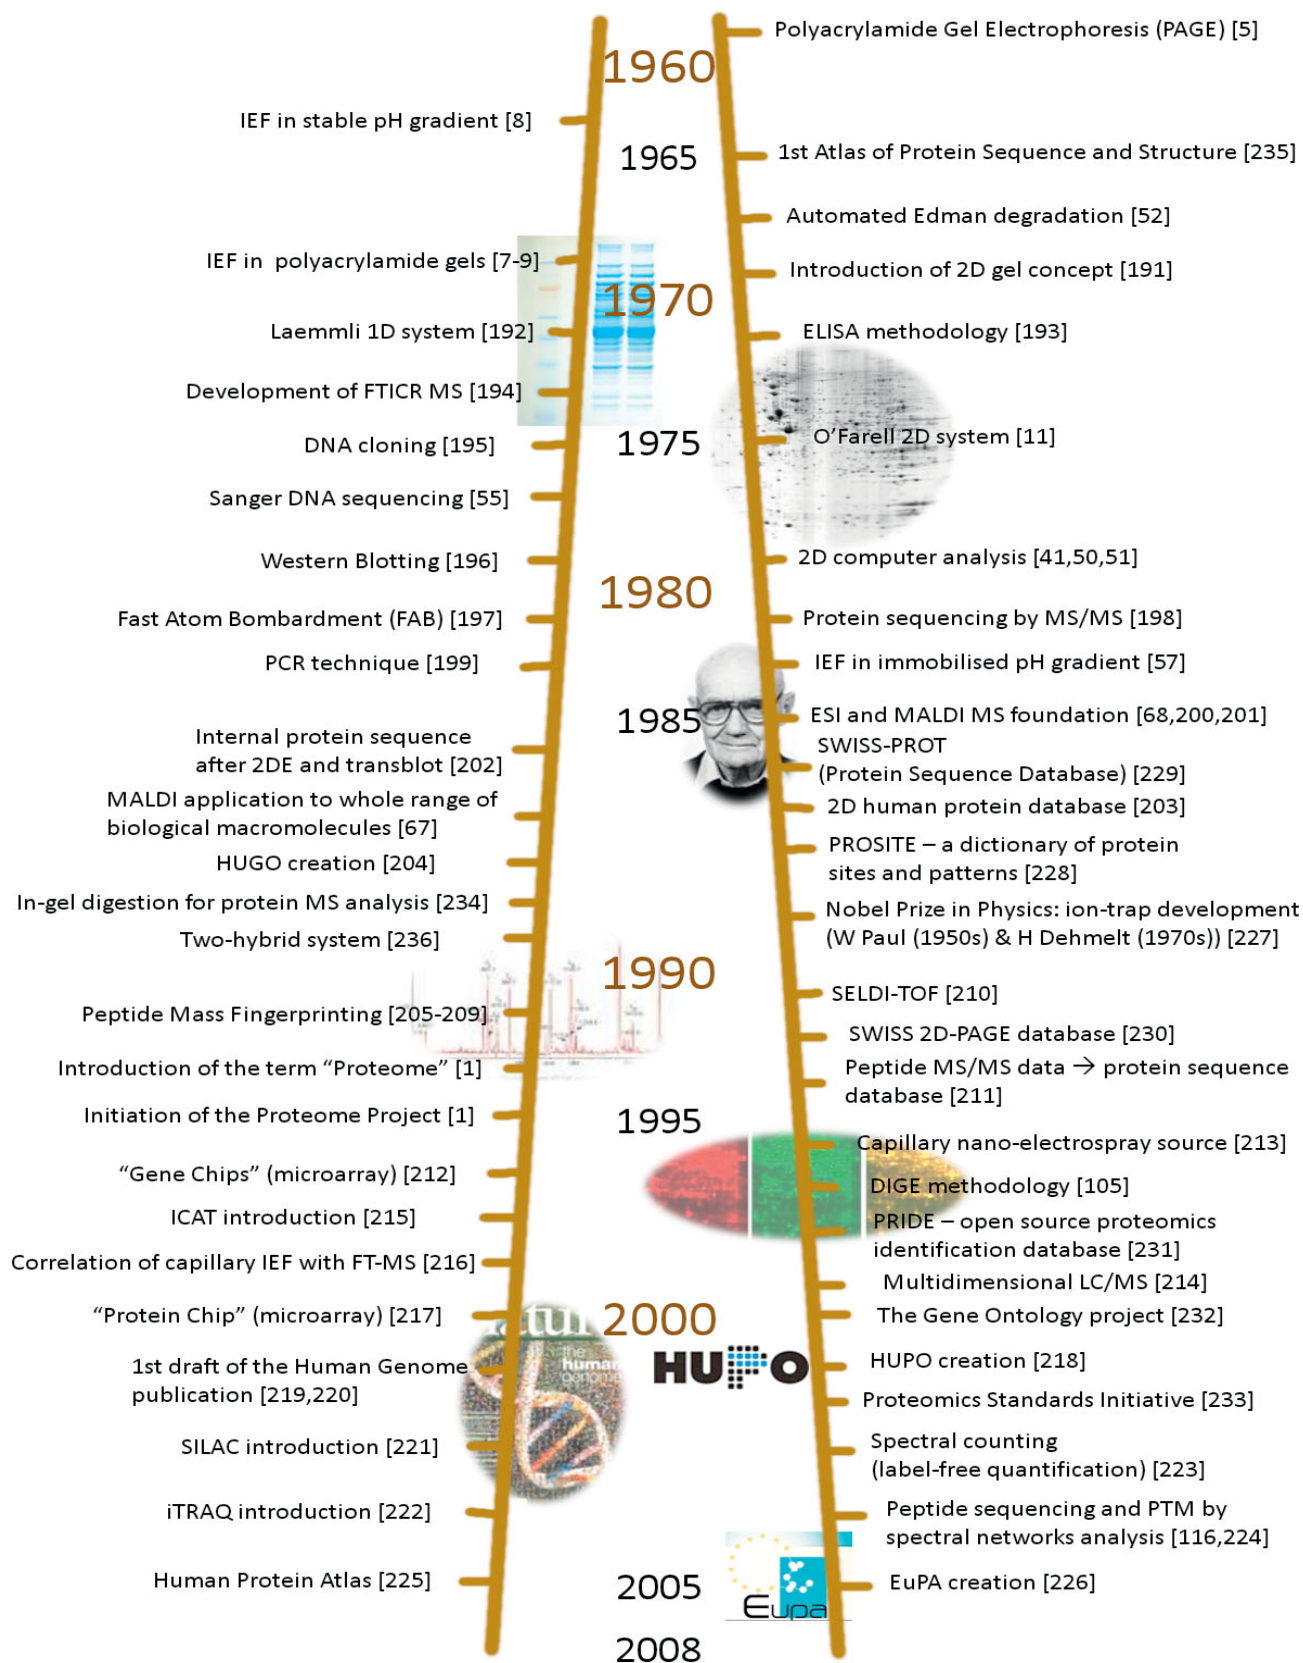 Polyacrylamide Gel Electrophoresis (PAGE) [5]
1960
IEF in stable pH gradient [8]
1965
1st Atlas of Protein Sequence and Structure [235]
Automated Edman degradation [52]
IEF in  polyacrylamide gels [7-9]
Introduction of 2D gel concept [191]
1970
Laemmli 1D system [192]
ELISA methodology [193]
Development of FTICR MS [194]
DNA cloning [195]
1975
O’Farell 2D system [11]
Sanger DNA sequencing [55]
Western Blotting [196]
2D computer analysis [41,50,51]
1980
Fast Atom Bombardment (FAB) [197]
Protein sequencing by MS/MS [198]
PCR technique [199]
IEF in immobilised pH gradient [57]
1985
ESI and MALDI MS foundation [68,200,201]
Internal protein sequence
after 2DE and transblot [202]
SWISS-PROT
(Protein Sequence Database) [229]
MALDI application to whole range of
biological macromolecules [67]
2D human protein database [203]
HUGO creation [204]
PROSITE – a dictionary of protein
sites and patterns [228]
In-gel digestion for protein MS analysis [234]
Nobel Prize in Physics: ion-trap development
(W Paul (1950s) & H Dehmelt (1970s)) [227]
Two-hybrid system [236]
1990
SELDI-TOF [210]
Peptide Mass Fingerprinting [205-209]
SWISS 2D-PAGE database [230]
Introduction of the term “Proteome” [1]
Peptide MS/MS data → protein sequence
database [211]
Initiation of the Proteome Project [1]
1995
Capillary nano-electrospray source [213]
“Gene Chips” (microarray) [212]
DIGE methodology [105]
ICAT introduction [215]
PRIDE – open source proteomics
identification database [231]
Correlation of capillary IEF with FT-MS [216]
Multidimensional LC/MS [214]
“Protein Chip” (microarray) [217]
2000
The Gene Ontology project [232]
the
human
genome
HUPO
1st draft of the Human Genome
publication [219,220]
HUPO creation [218]
Proteomics Standards Initiative [233]
SILAC introduction [221]
Spectral counting
(label-free quantification) [223]
iTRAQ introduction [222]
Peptide sequencing and PTM by
spectral networks analysis [116,224]
Human Protein Atlas [225]
2005
Eupa
EuPA creation [226]
2008